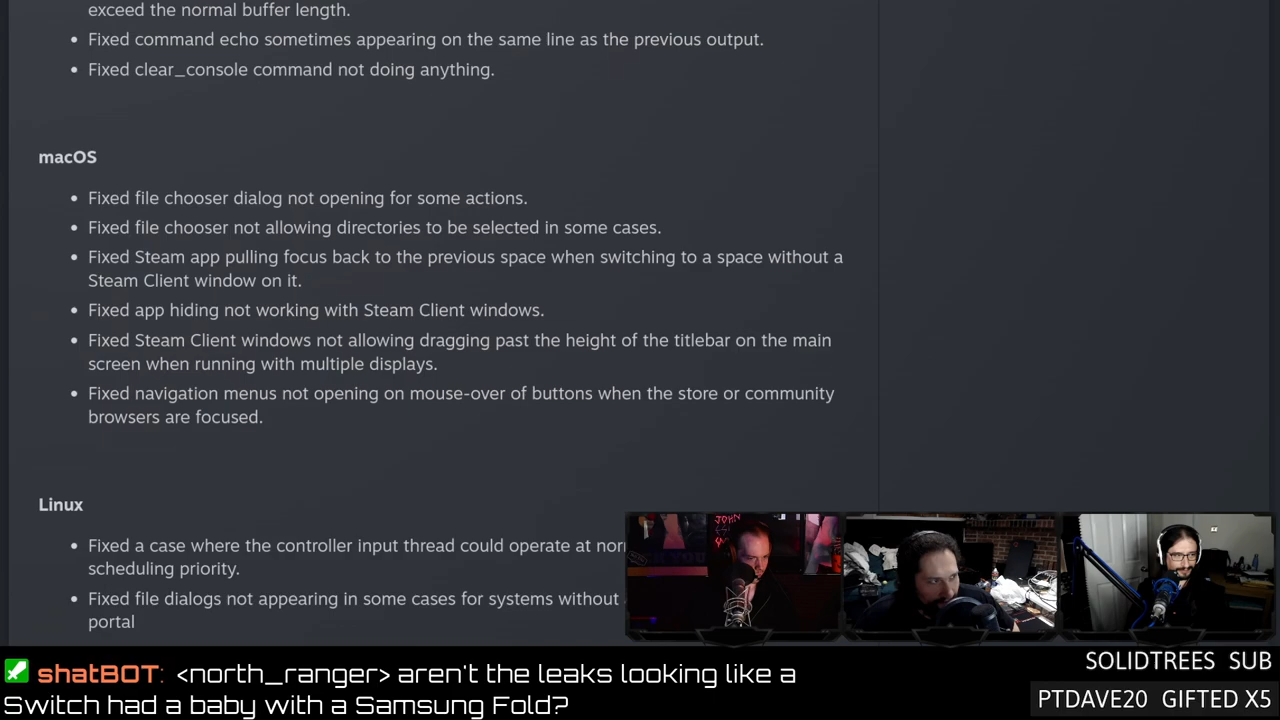 exceed the normal buffer length.
Fixed command echo sometimes appearing on the same line as the previous output.
Fixed clear_console command not doing anything.
macOS
Fixed file chooser dialog not opening for some actions.
Fixed file chooser not allowing directories to be selected in some cases.
Fixed Steam app pulling focus back to the previous space when switching to a space without a
Steam Client window on it.
Fixed app hiding not working with Steam Client windows.
Fixed Steam Client windows not allowing dragging past the height of the titlebar on the main
screen when running with multiple displays.
Fixed navigation menus not opening on mouse-over of buttons when the store or community
browsers are focused.
Linux
Fixed a case where the controller input thread could operate at nor
scheduling priority.
Fixed file dialogs not appearing in some cases for systems without
portal
JOHN
shatBOT: <north_ranger> aren't the leaks looking like a
Switch had a baby with a Samsung Fold?
SOLIDTREES SUB
PTDAVE20 GIFTED X5